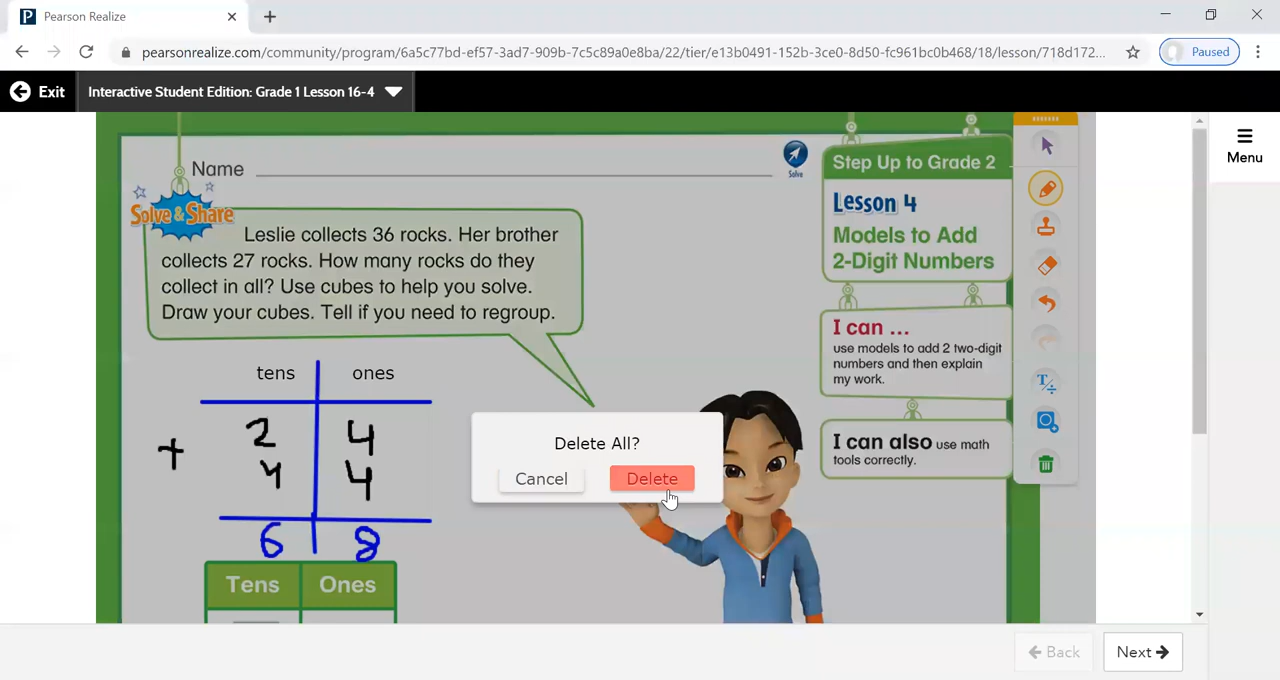 Pearson Realize
pearsonrealize.com/community/program/6a5c77bd-ef57-3ad7-909b-7c5c89a0e8ba/22/tier/e13b0491-152b-3ce0-8d50-fc961bc0b468/18/lesson/718d172...
Paused
Exit
Interactive Student Edition: Grade 1 Lesson 16-4
Menu
Name
Solve
Step Up to Grade 2
Lesson 4
Models to Add
2-Digit Numbers
Solve & Share
Leslie collects 36 rocks. Her brother
collects 27 rocks. How many rocks do they
collect in all? Use cubes to help you solve.
Draw your cubes. Tell if you need to regroup.
I can ...
use models to add 2 two-digit
numbers and then explain
my work.
I can also use math
tools correctly.
tens ones
2 4
+ 4 4
6 8
Delete All?
Cancel Delete
Tens Ones
Back Next